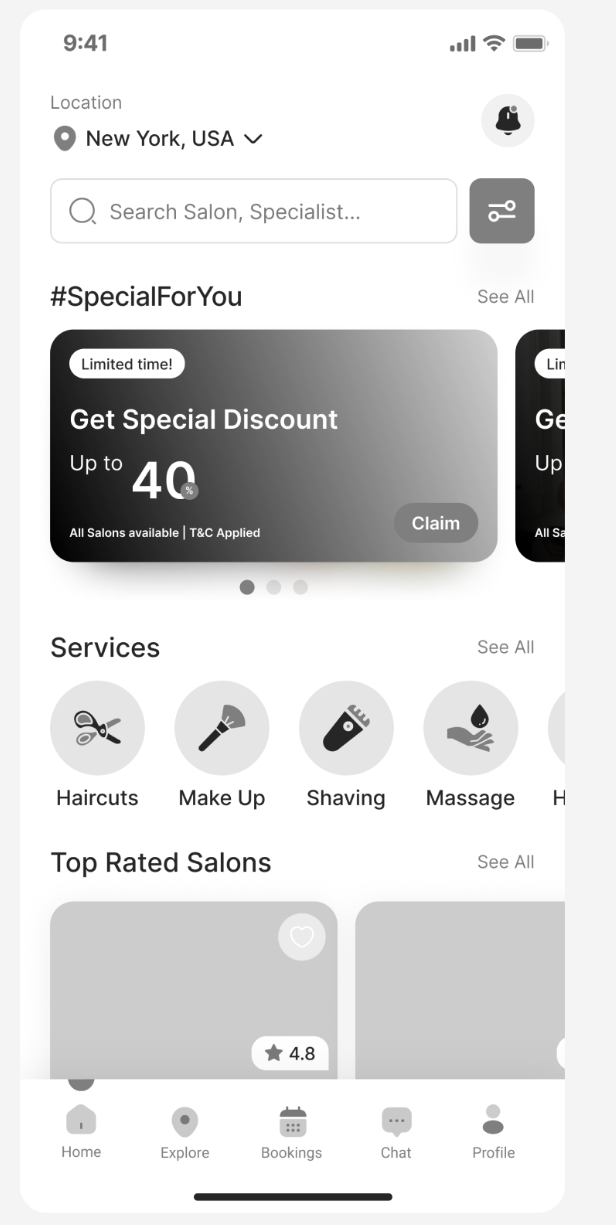 9:41
Location
New York, USA
Search Salon, Specialist...
#SpecialForYou
See All
Limited time!
Get Special Discount
Up to 40%
All Salons available | T&C Applied
Claim
Lim
Ge
Up
All Sa
Services
See All
Haircuts
Make Up
Shaving
Massage
H
Top Rated Salons
See All
4.8
Home
Explore
Bookings
Chat
Profile